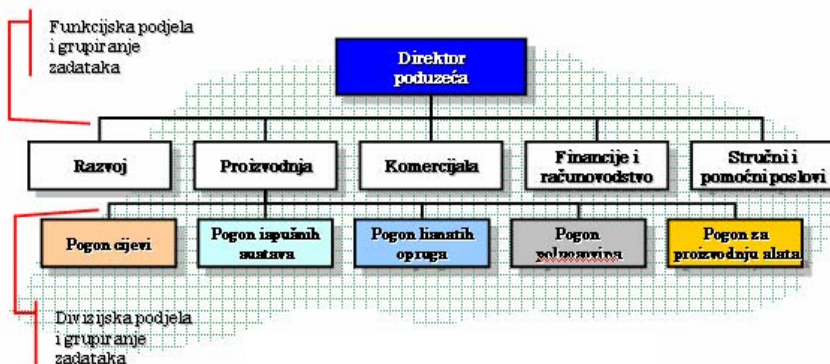 Funkcijska podjela
i grupiranje
zadataka
Direktor
poduzeća
Razvoj
Proizvodnja
Komercijala
Financije i
računovodstvo
Stručni i
pomoćni poslovi
Pogon cijevi
Pogon ispušnih
sustava
Pogon lisnatih
opruga
Pogon
poluosovina
Pogon za
proizvodnju alata
Divizijska podjela
i grupiranje
zadataka